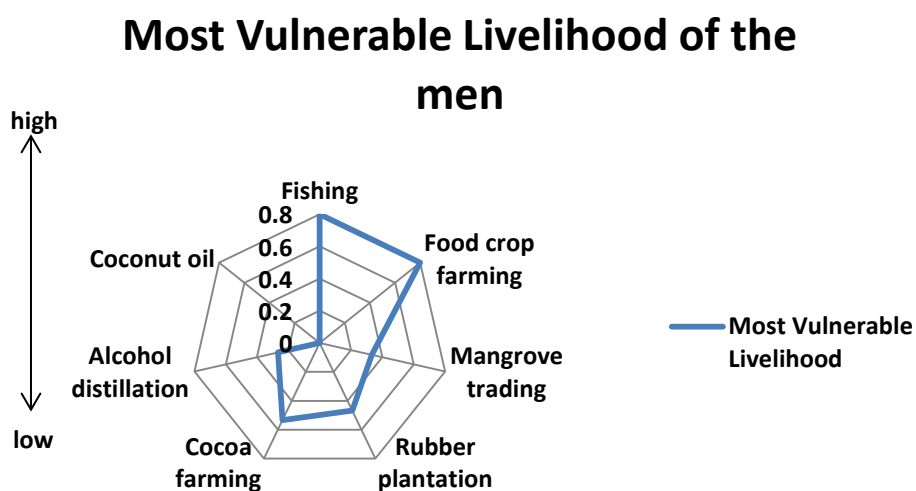 Most Vulnerable Livelihood of the
men
high
Fishing
0.8
0.6
0.4
0.2
0
Food crop
farming
Coconut oil
Mangrove
trading
Most Vulnerable
Livelihood
Alcohol
distillation
Rubber
plantation
Cocoa
farming
low